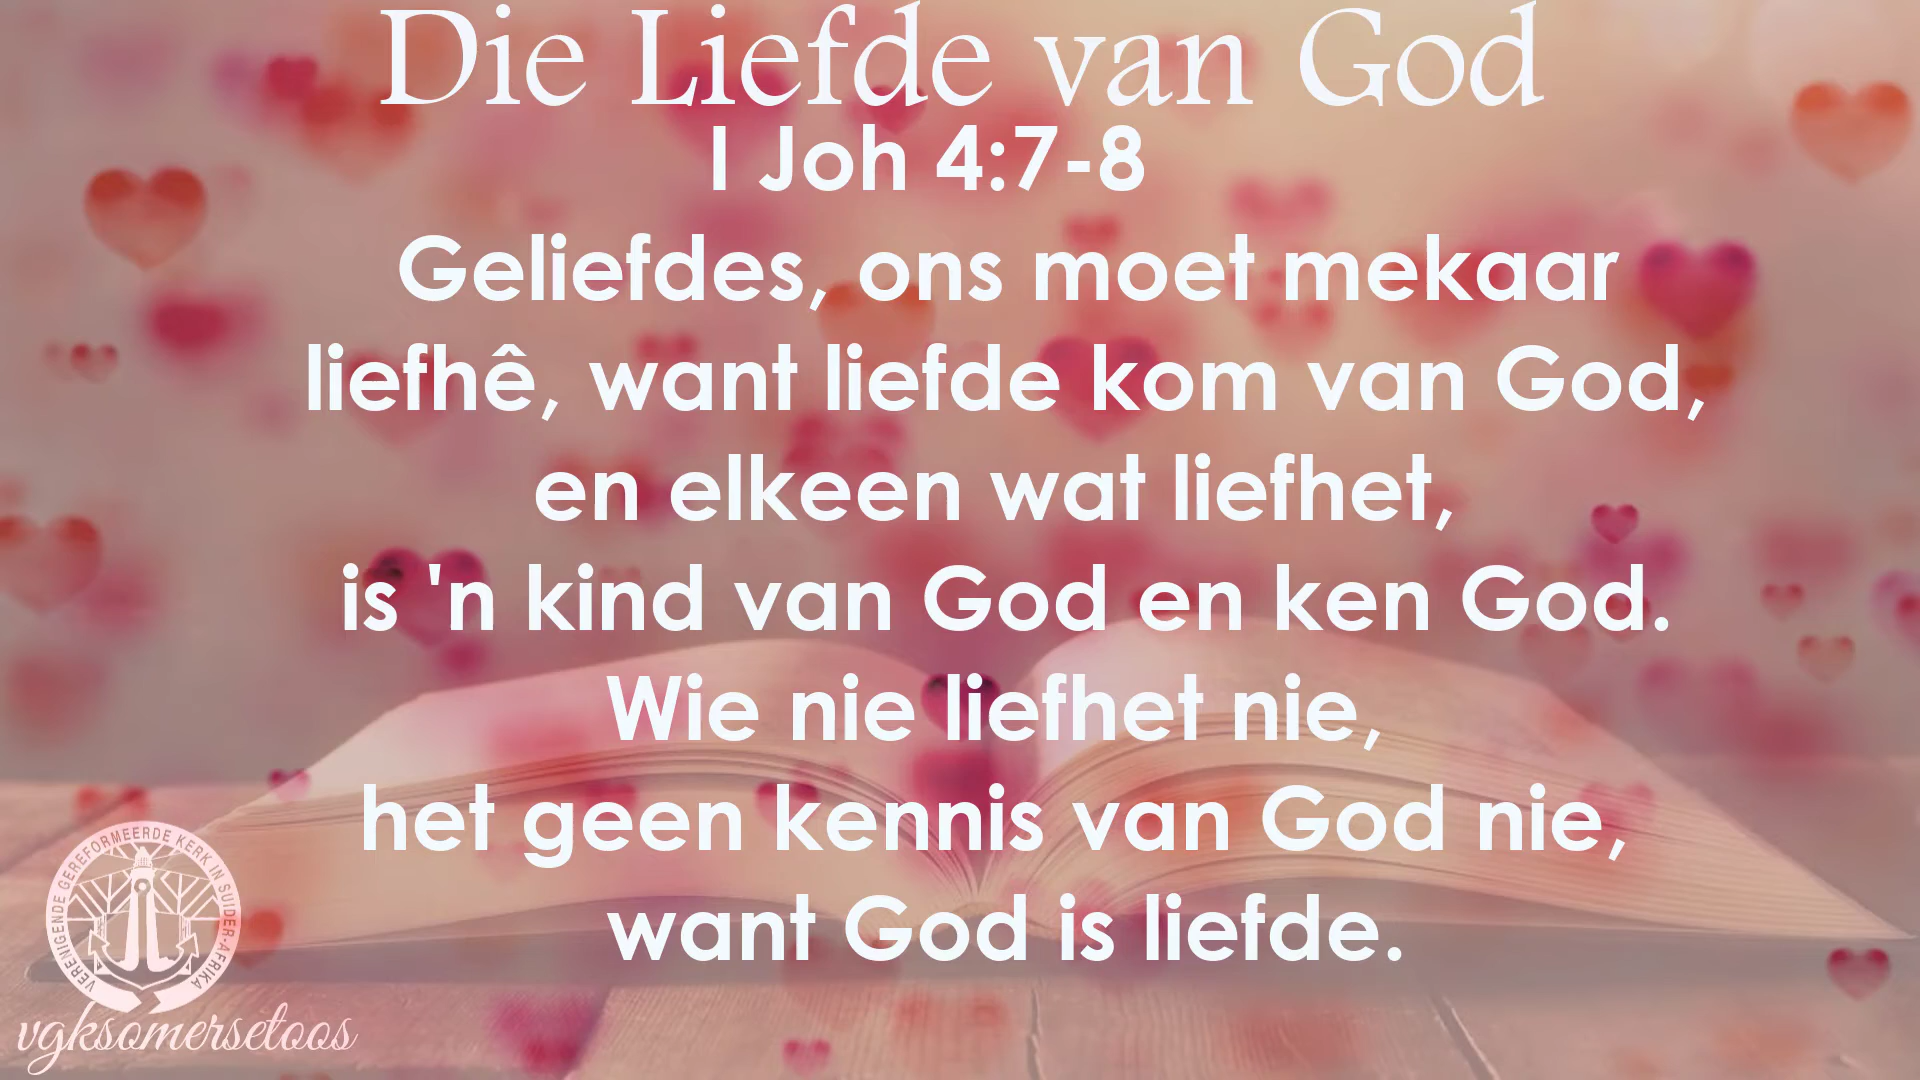 Die Liefde van God
I Joh 4:7-8
Geliefdes, ons moet mekaar
liefhê, want liefde kom van God,
en elkeen wat liefhet,
is 'n kind van God en ken God.
Wie nie liefhet nie,
het geen kennis van God nie,
want God is liefde.
VERENIGENDE GEREFORMEERDE KERK IN SUIDER-AFRIKA
vgksomersetoos